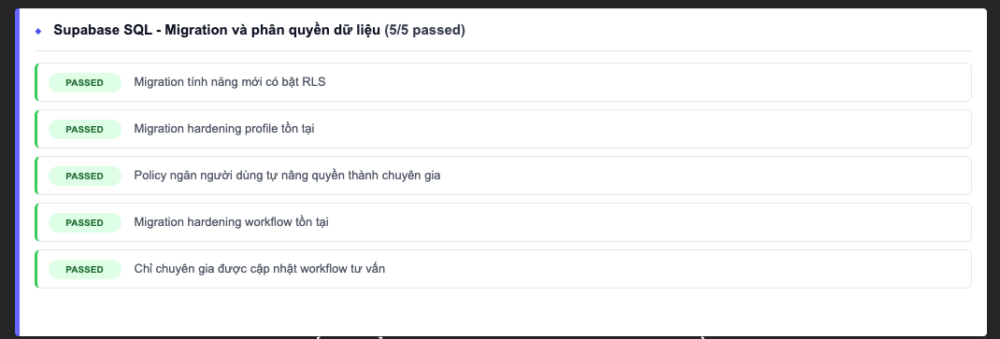 Supabase SQL - Migration và phân quyền dữ liệu (5/5 passed)
PASSED Migration tính năng mới có bật RLS
PASSED Migration hardening profile tồn tại
PASSED Policy ngăn người dùng tự nâng quyền thành chuyên gia
PASSED Migration hardening workflow tồn tại
PASSED Chỉ chuyên gia được cập nhật workflow tư vấn